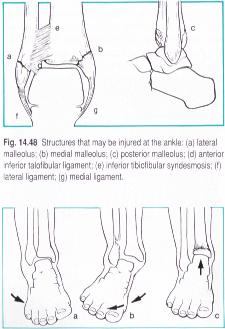 e
a
b
c
f
g
Fig. 14.48 Structures that may be injured at the ankle: (a) lateral
malleolus; (b) medial malleolus; (c) posterior malleolus; (d) anterior
inferior talofibular ligament; (e) inferior tibiofibular syndesmosis; (f)
lateral ligament; (g) medial ligament.
a
b
c